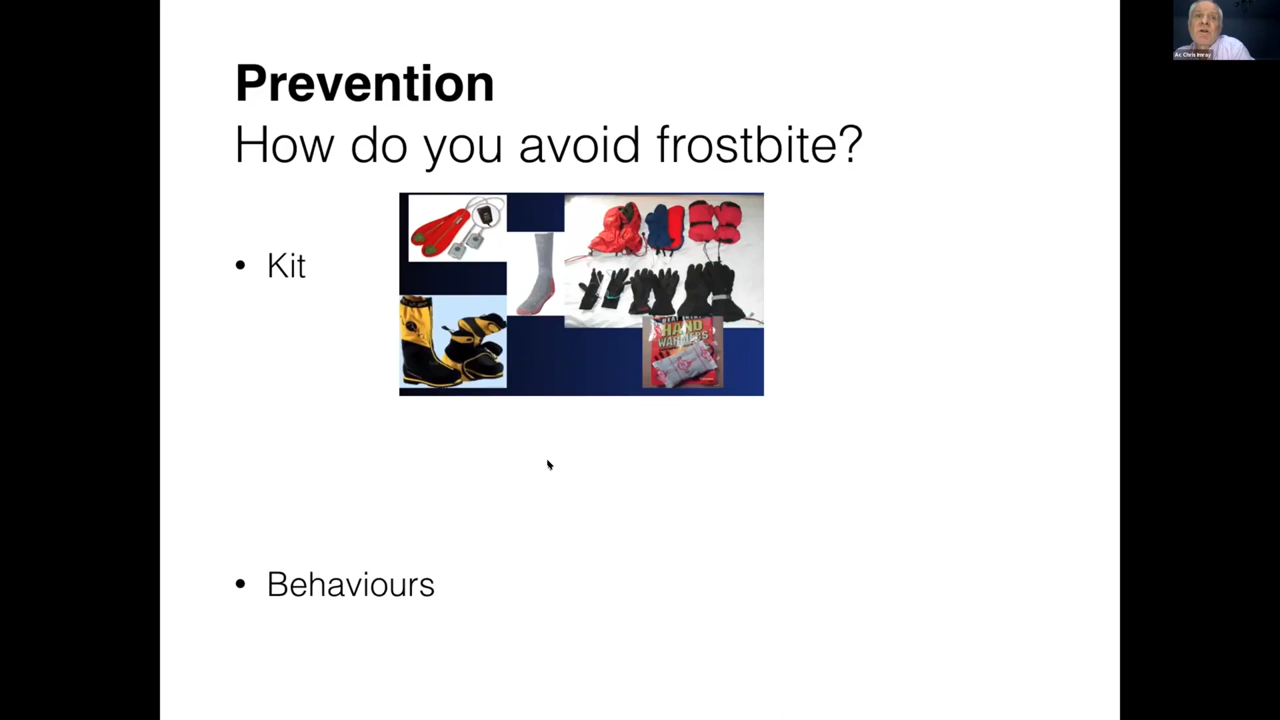 Prevention
How do you avoid frostbite?
• Kit
HAND
WARMERS
• Behaviours